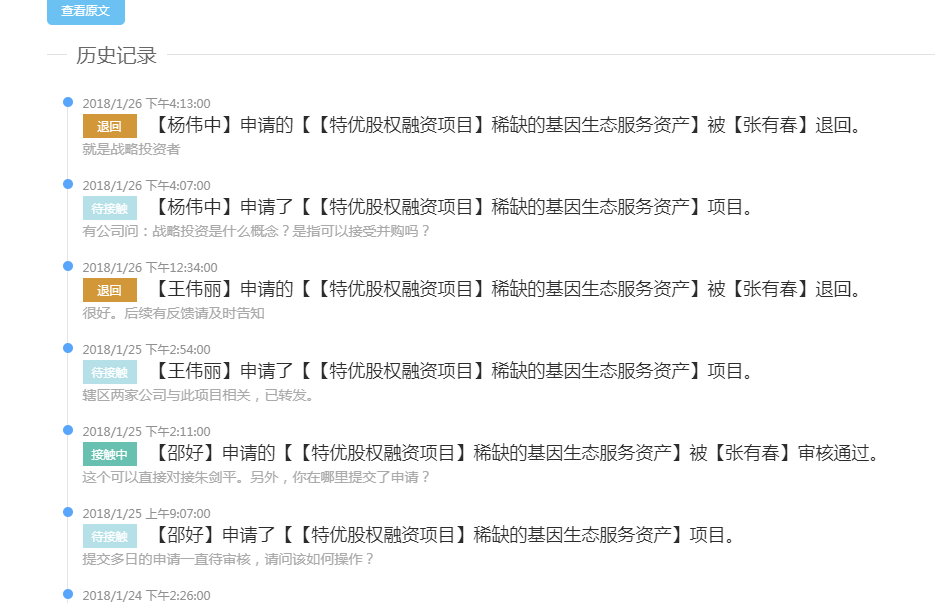 查看原文
历史记录
2018/1/26 下午4:13:00
退回 【杨伟中】申请的【【特优股权融资项目】稀缺的基因生态服务资产】被【张有春】退回。
就是战略投资者
2018/1/26 下午4:07:00
待接触 【杨伟中】申请了【【特优股权融资项目】稀缺的基因生态服务资产】项目。
有公司问：战略投资是什么概念？是指可以接受并购吗？
2018/1/26 下午12:34:00
退回 【王伟丽】申请的【【特优股权融资项目】稀缺的基因生态服务资产】被【张有春】退回。
很好。后续有反馈请及时告知
2018/1/25 下午2:54:00
待接触 【王伟丽】申请了【【特优股权融资项目】稀缺的基因生态服务资产】项目。
辖区两家公司与此项目相关，已转发。
2018/1/25 下午2:11:00
接触中 【邵好】申请的【【特优股权融资项目】稀缺的基因生态服务资产】被【张有春】审核通过。
这个可以直接对接朱剑平。另外，你在哪里提交了申请？
2018/1/25 上午9:07:00
待接触 【邵好】申请了【【特优股权融资项目】稀缺的基因生态服务资产】项目。
提交多日的申请一直待审核，请问该如何操作？
2018/1/24 下午2:26:00